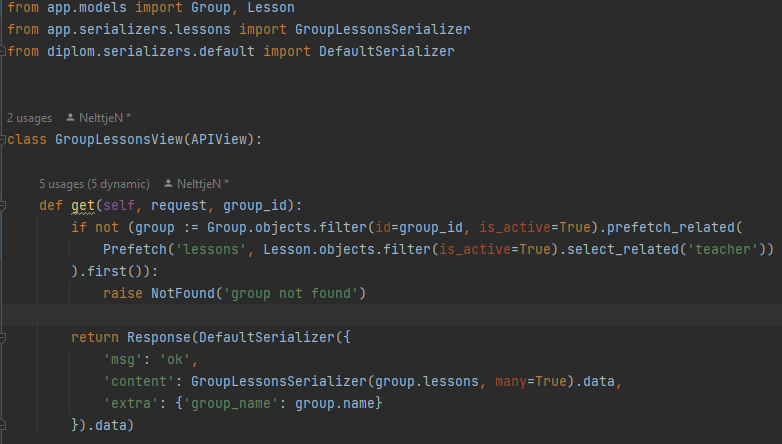 from app.models import Group, Lesson
from app.serializers.lessons import GroupLessonsSerializer
from diplom.serializers.default import DefaultSerializer
2 usages NelttjeN *
class GroupLessonsView(APIView):
5 usages (5 dynamic) NelttjeN *
def get(self, request, group_id):
if not (group := Group.objects.filter(id=group_id, is_active=True).prefetch_related(
Prefetch('lessons', Lesson.objects.filter(is_active=True).select_related('teacher'))
).first()):
raise NotFound('group not found')
return Response(DefaultSerializer({
'msg': 'ok',
'content': GroupLessonsSerializer(group.lessons, many=True).data,
'extra': {'group_name': group.name}
}).data)